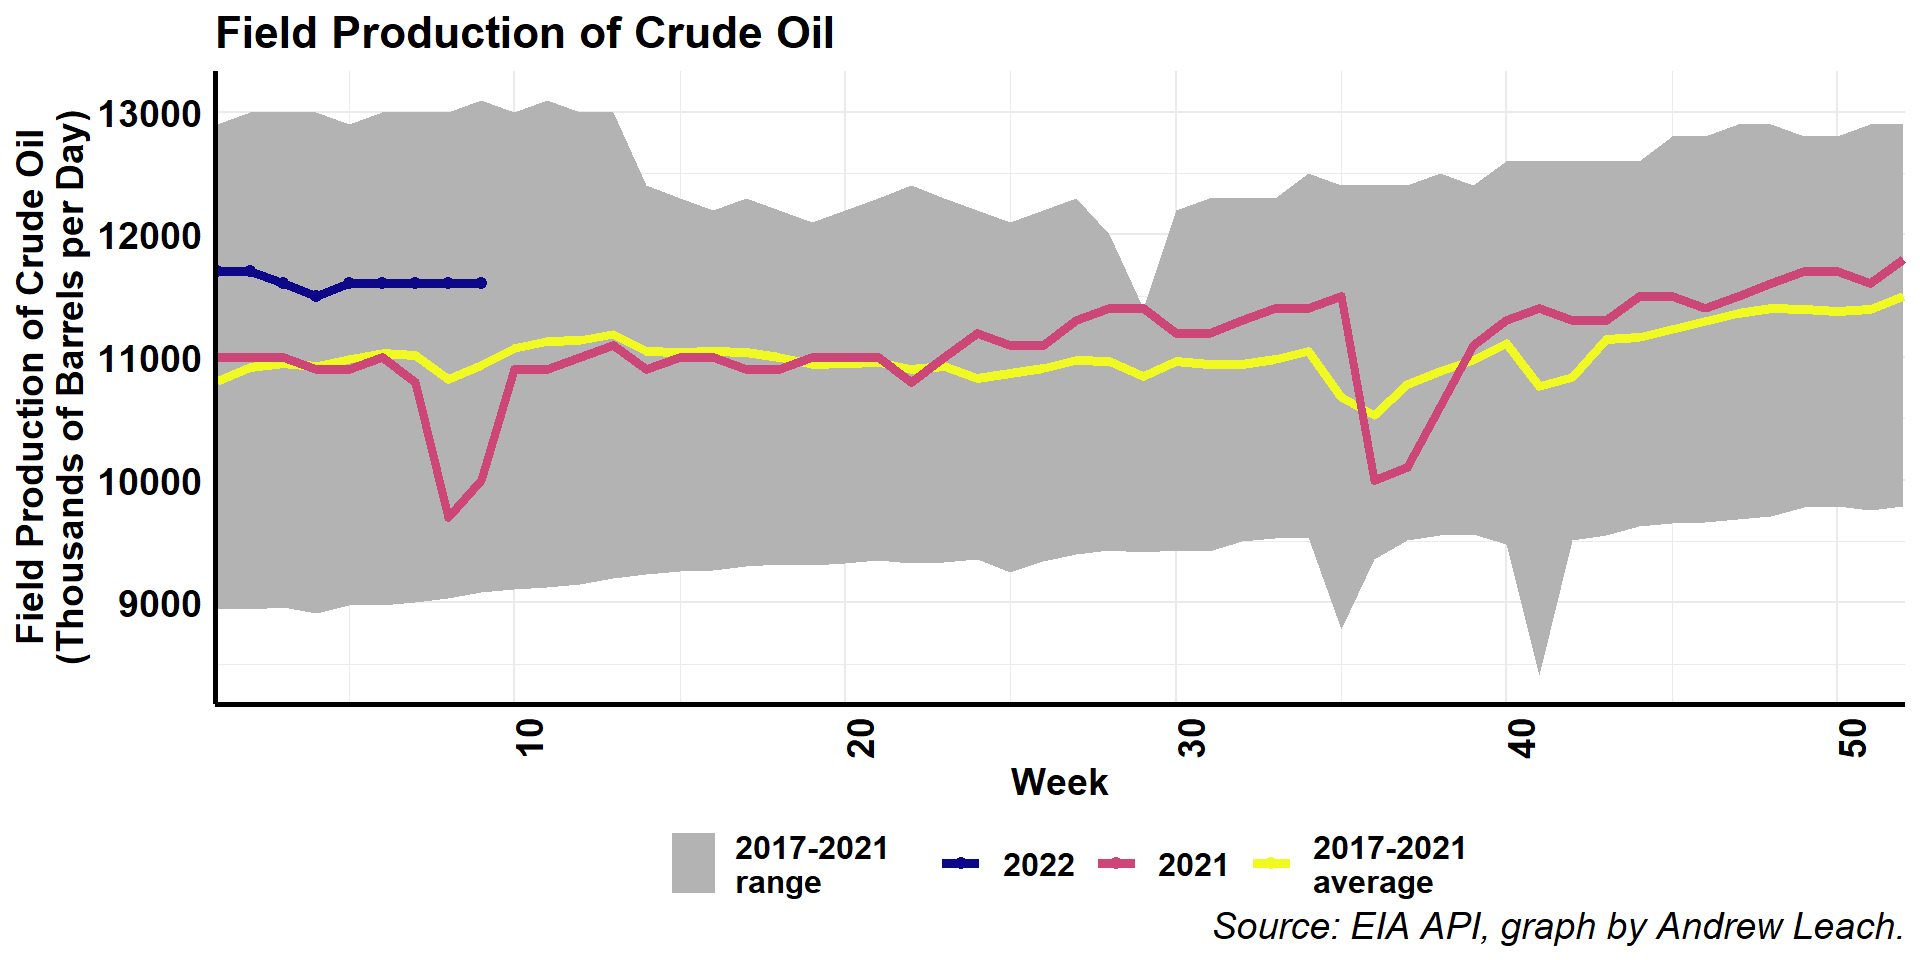 Field Production of Crude Oil
Field Production of Crude Oil
(Thousands of Barrels per Day)
13000
12000
11000
10000
9000
10
20
30
40
50
Week
2017-2021
range
2022
2021
2017-2021
average
Source: EIA API, graph by Andrew Leach.